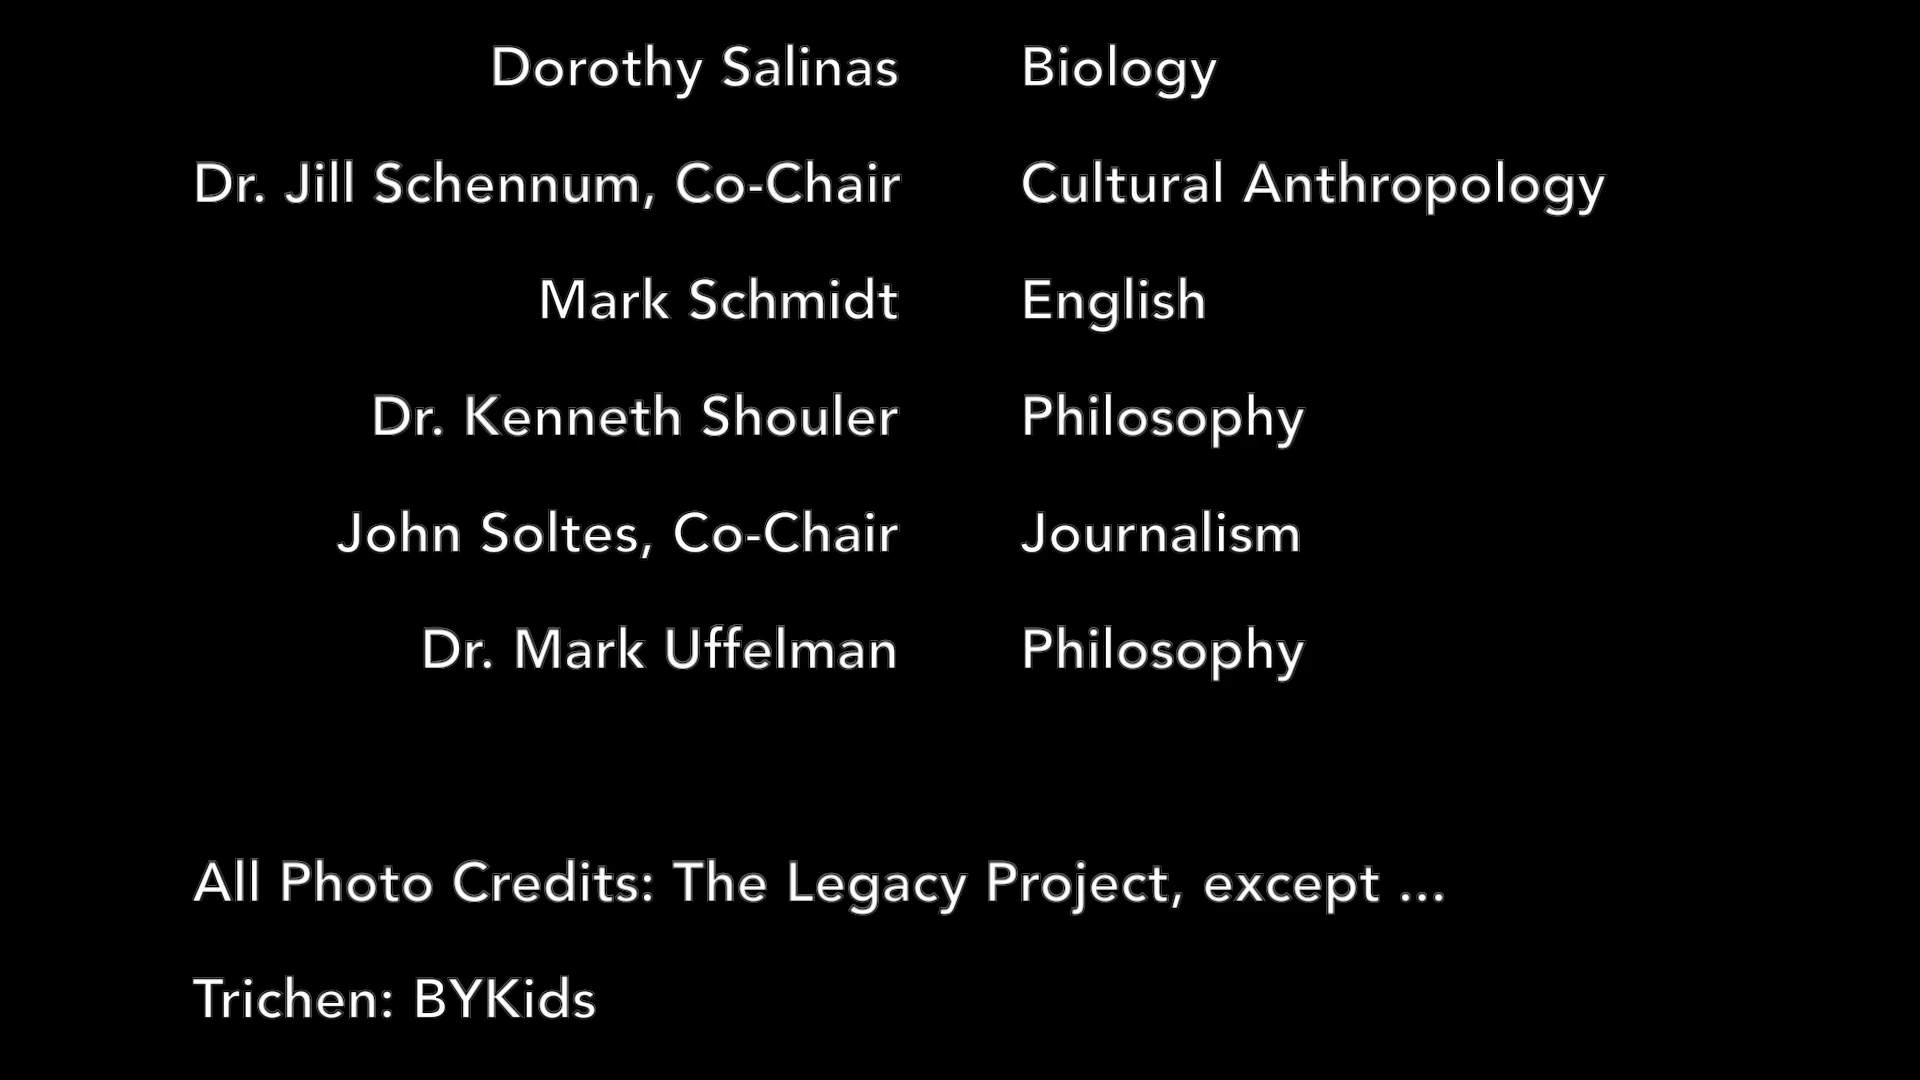 Dorothy Salinas Biology
Dr. Jill Schennum, Co-Chair Cultural Anthropology
Mark Schmidt English
Dr. Kenneth Shouler Philosophy
John Soltes, Co-Chair Journalism
Dr. Mark Uffelman Philosophy
All Photo Credits: The Legacy Project, except ...
Trichen: BYKids